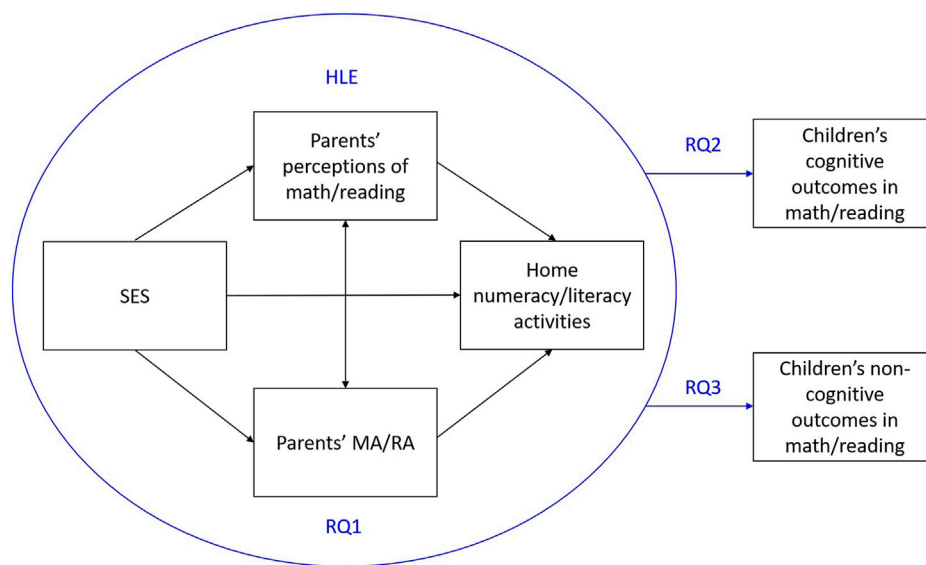 HLE
Parents’
perceptions of
math/reading
SES
Home
numeracy/literacy
activities
Parents’ MA/RA
RQ1
RQ2
Children’s
cognitive
outcomes in
math/reading
RQ3
Children’s non-
cognitive
outcomes in
math/reading